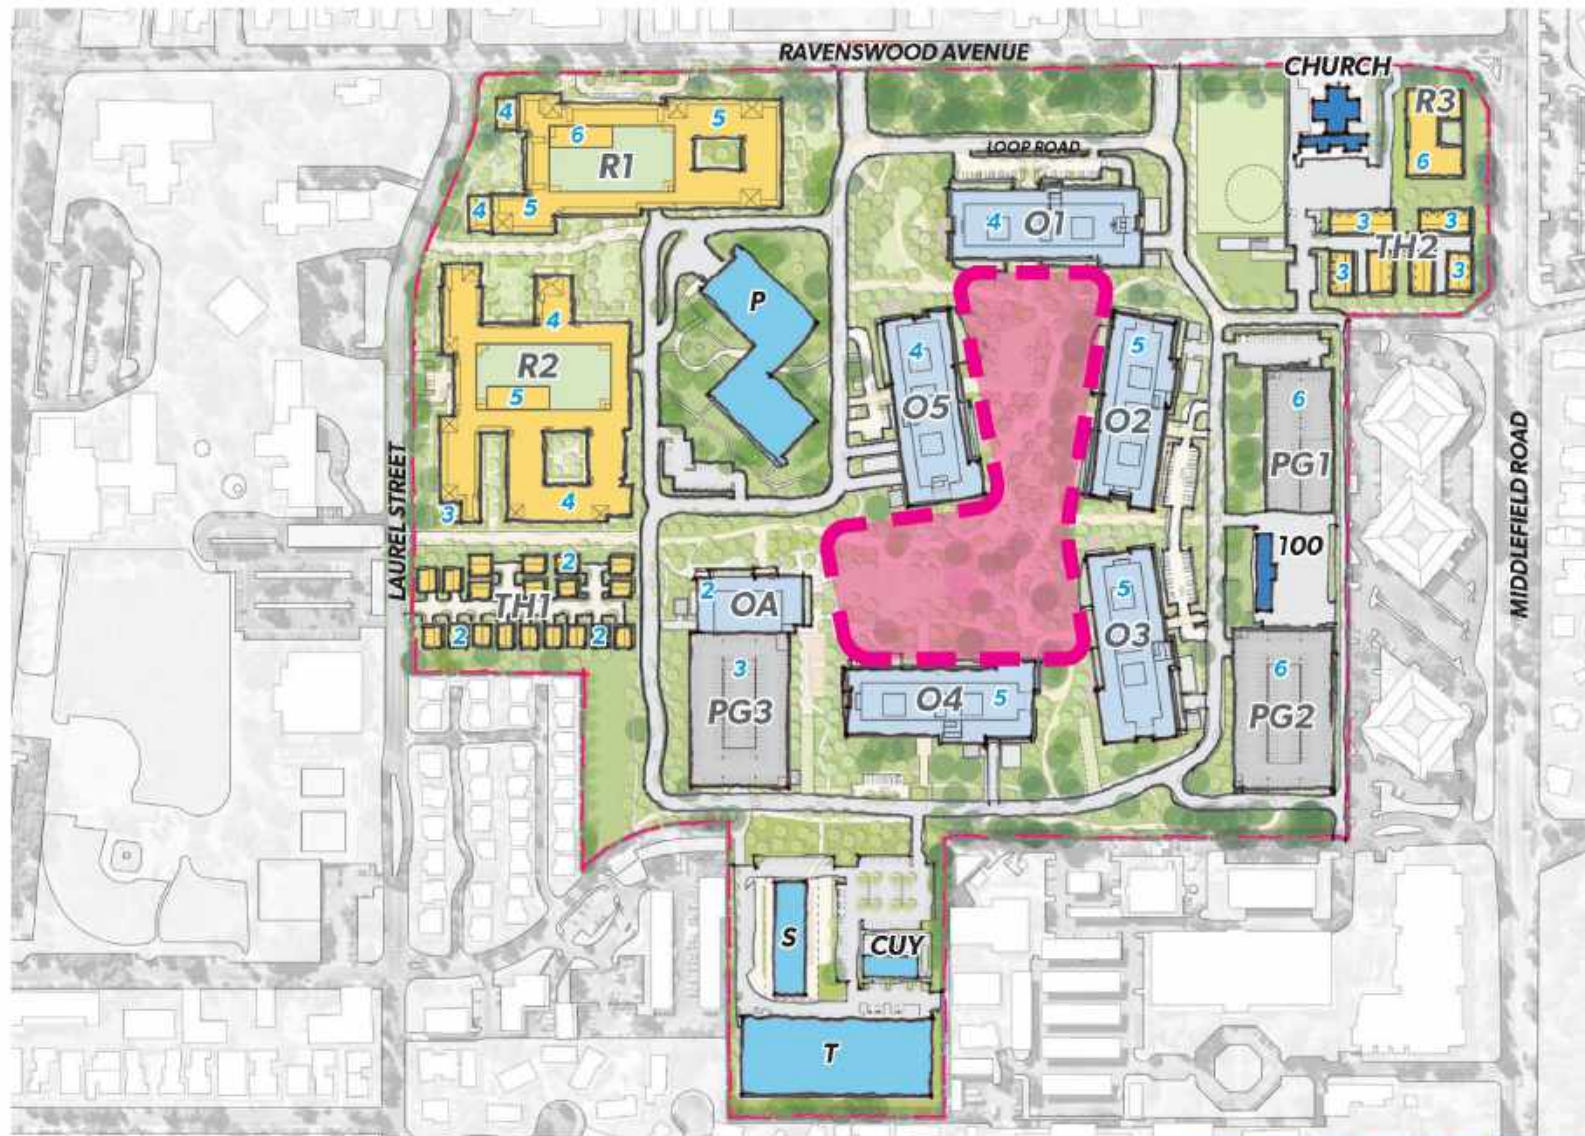 RAVENSWOOD AVENUE
CHURCH
4
5
R3
6
R1
LOOP ROAD
6
4
5
4
O1
3
3
TH2
3
3
P
4
4
5
R2
5
O5
O2
6
PG1
LAUREL STREET
MIDDLEFIELD ROAD
4
3
100
2
TH1
2
2
2
OA
5
O3
3
PG3
O4
5
6
PG2
S
CUY
T